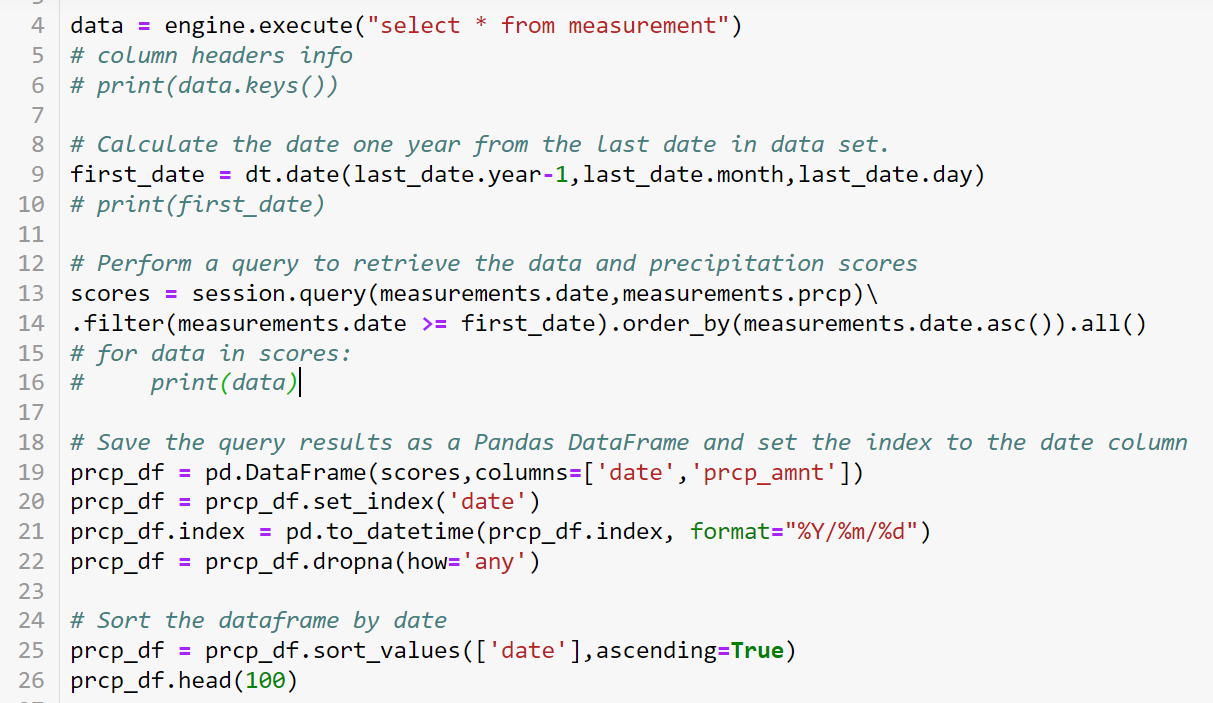 4 data = engine.execute("select * from measurement")
5 # column headers info
6 # print(data.keys())
7
8 # Calculate the date one year from the last date in data set.
9 first_date = dt.date(last_date.year-1,last_date.month,last_date.day)
10 # print(first_date)
11
12 # Perform a query to retrieve the data and precipitation scores
13 scores = session.query(measurements.date,measurements.prcp)\
14 .filter(measurements.date >= first_date).order_by(measurements.date.asc()).all()
15 # for data in scores:
16 #     print(data)
17
18 # Save the query results as a Pandas DataFrame and set the index to the date column
19 prcp_df = pd.DataFrame(scores,columns=['date','prcp_amnt'])
20 prcp_df = prcp_df.set_index('date')
21 prcp_df.index = pd.to_datetime(prcp_df.index, format="%Y/%m/%d")
22 prcp_df = prcp_df.dropna(how='any')
23
24 # Sort the dataframe by date
25 prcp_df = prcp_df.sort_values(['date'],ascending=True)
26 prcp_df.head(100)